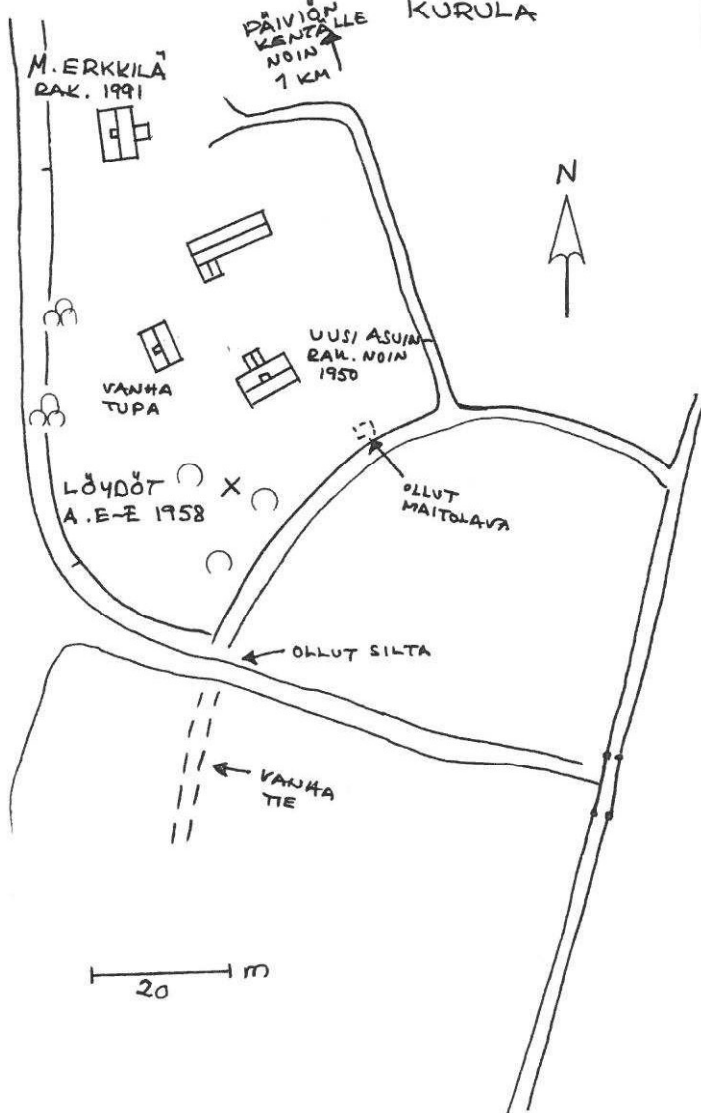 KURULA
PÄIVIÖN
KENTÄLLE
NOIN
1 KM
M. ERKKILÄ
RAK. 1991
N
UUSI ASUIN
RAK. NOIN
1950
VANHA
TUPA
LÖYDÖT
A. E-E 1958
X
OLLUT
MAITOLAVA
OLLUT SILTA
VANHA
TIE
m
20